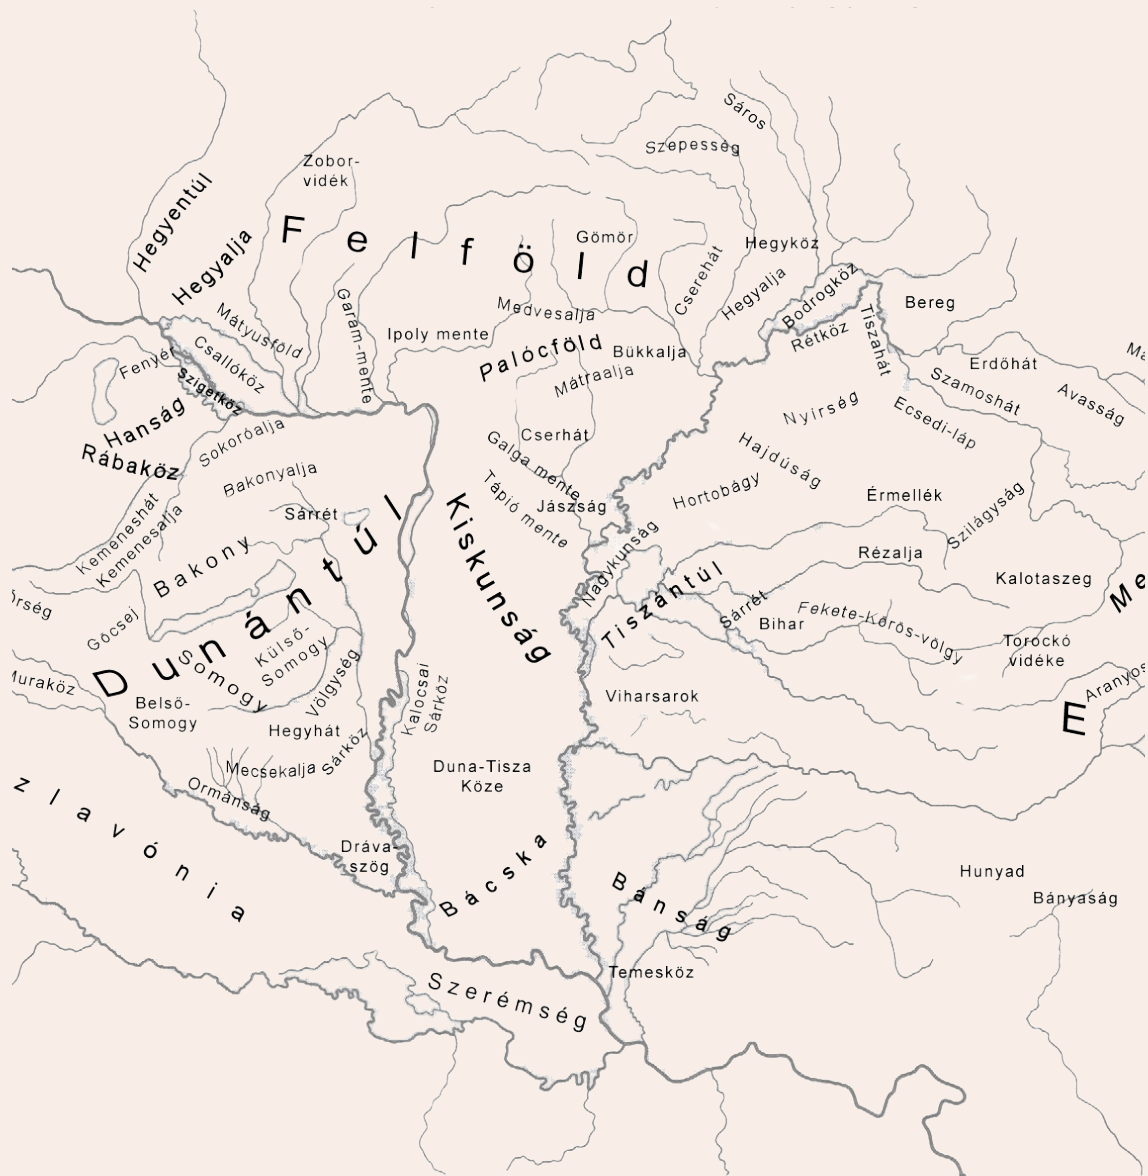 Sáros
Szepesség
Zobor-
vidék
Hegyentúl
Hegyalja
Felföld
Gömör
Hegyköz
Cserehát
Hegyalja
Bodrogköz
Bereg
Mátyusföld
Garam-mente
Ipoly mente
Medvesalja
Palócföld
Bükkalja
Mátraalja
Rétköz
Tiszahát
Erdőhát
Szamoshát
Avasság
Ecsedi-láp
Nyírség
Fenyér
Csallóköz
Szigetköz
Hanság
Rábaköz
Sokoróalja
Bakonyalja
Cserhát
Galga mente
Tápió mente
Jászság
Hajdúság
Hortobágy
Érmellék
Szilágyság
Kemeneshát
Kemenesalja
Sárrét
Bakony
Kiskunság
Nagykunság
Tiszántúl
Rézalja
Kalotaszeg
Me
Őrség
Göcsej
Dunántúl
Somogy
Külső-
Somogy
Völgység
Sárrét
Bihar
Fekete-Körös-völgy
Torockó
vidéke
Aranyos
E
Muraköz
Belső-
Somogy
Hegyhát
Sárköz
Kalocsai
Sárköz
Viharsarok
Mecsekalja
Ormánság
Duna-Tisza
Köze
zlavónia
Dráva-
szög
Bácska
Bánság
Hunyad
Bányaság
Temesköz
Szerémség